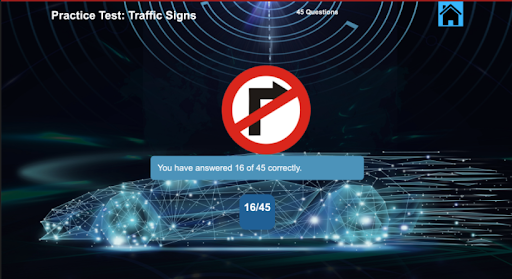 Practice Test: Traffic Signs
45 Questions
You have answered 16 of 45 correctly.
16/45